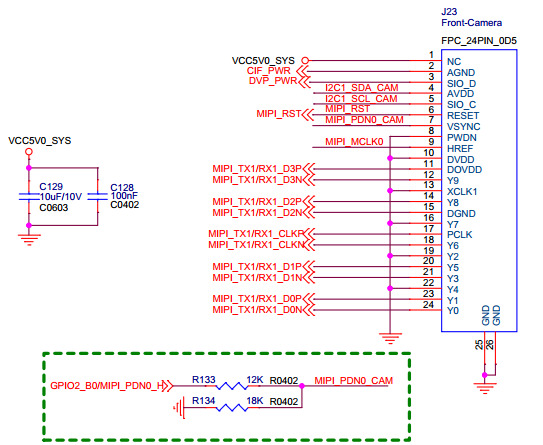 J23
Front-Camera
FPC_24PIN_0D5
VCC5V0_SYS 1 NC
CIF_PWR 2 AGND
DVP_PWR 3 SIO_D
I2C1_SDA_CAM 4 AVDD
I2C1_SCL_CAM 5 SIO_C
MIPI_RST MIPI_RST 6 RESET
MIPI_PDN0_CAM 7 VSYNC
8 PWDN
MIPI_MCLK0 9 HREF
10 DVDD
MIPI_TX1/RX1_D3P 11 DOVDD
MIPI_TX1/RX1_D3N 12 Y9
13 XCLK1
MIPI_TX1/RX1_D2P 14 Y8
MIPI_TX1/RX1_D2N 15 DGND
16 Y7
MIPI_TX1/RX1_CLKP 17 PCLK
MIPI_TX1/RX1_CLKN 18 Y6
19 Y2
MIPI_TX1/RX1_D1P 20 Y5
MIPI_TX1/RX1_D1N 21 Y3
22 Y4
MIPI_TX1/RX1_D0P 23 Y1
MIPI_TX1/RX1_D0N 24 Y0
GND GND
25 26
VCC5V0_SYS
C129 C128
10uF/10V 100nF
C0603 C0402
GPIO2_B0/MIPI_PDN0_H R133 12K R0402 MIPI_PDN0_CAM
R134 18K R0402